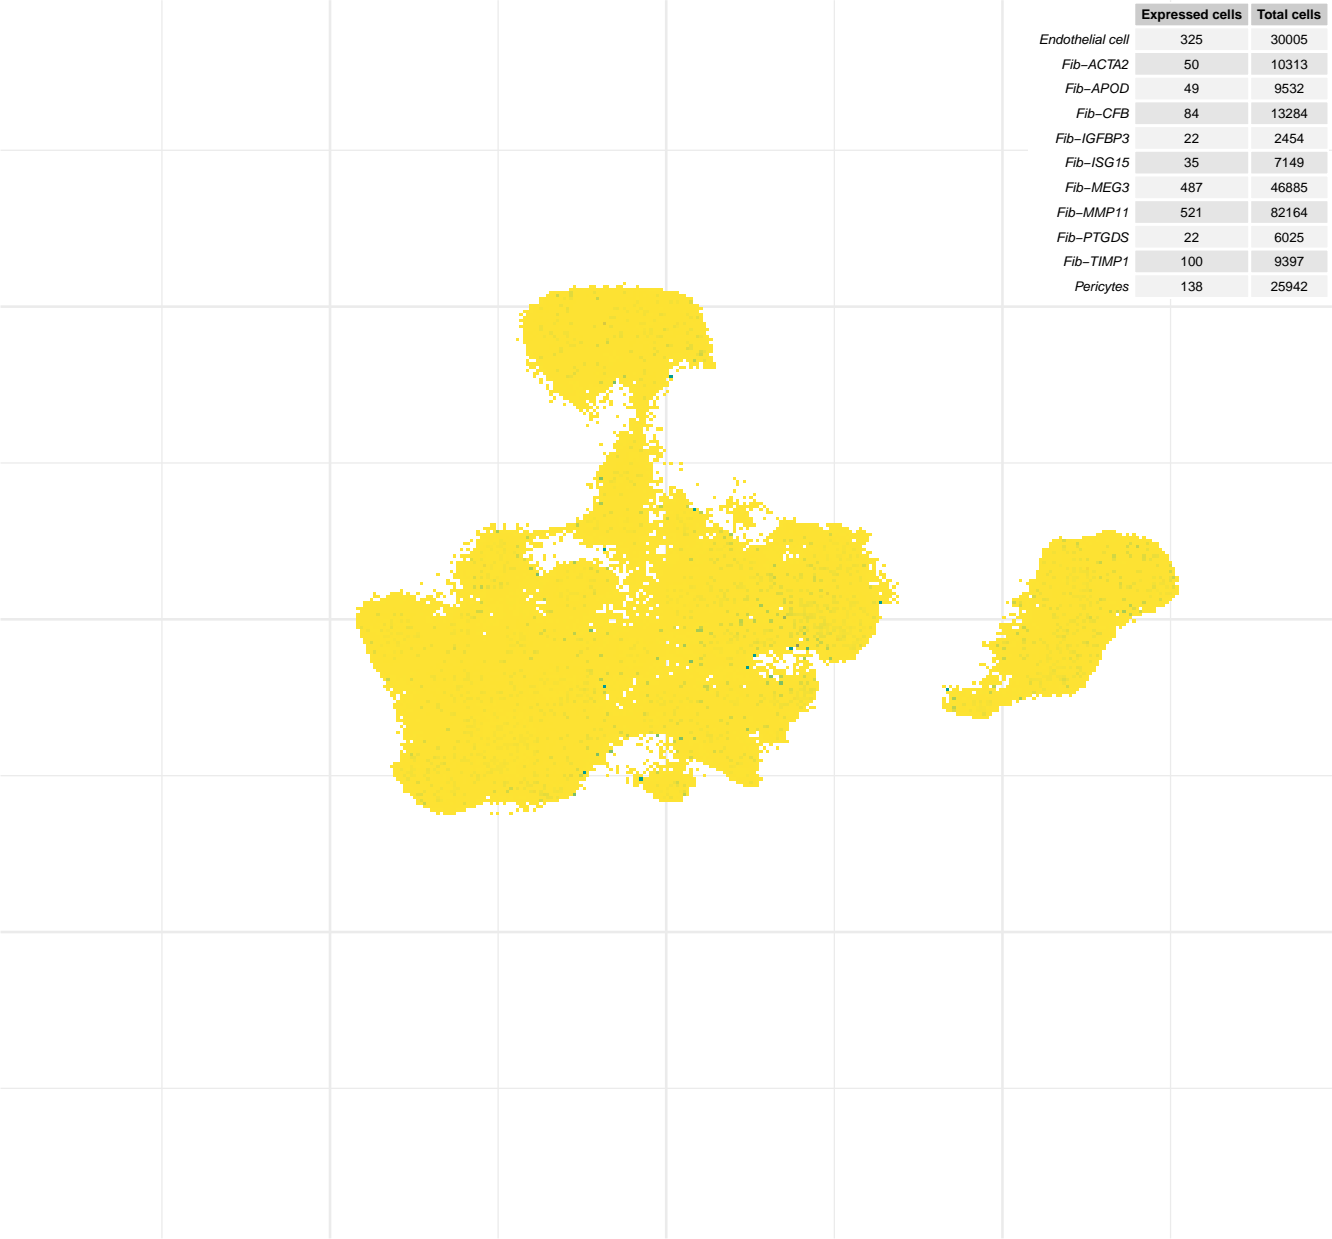 Expressed cells Total cells
Endothelial cell 325 30005
Fib−ACTA2 50 10313
Fib−APOD 49 9532
Fib−CFB 84 13284
Fib−IGFBP3 22 2454
Fib−ISG15 35 7149
Fib−MEG3 487 46885
Fib−MMP11 521 82164
Fib−PTGDS 22 6025
Fib−TIMP1 100 9397
Pericytes 138 25942